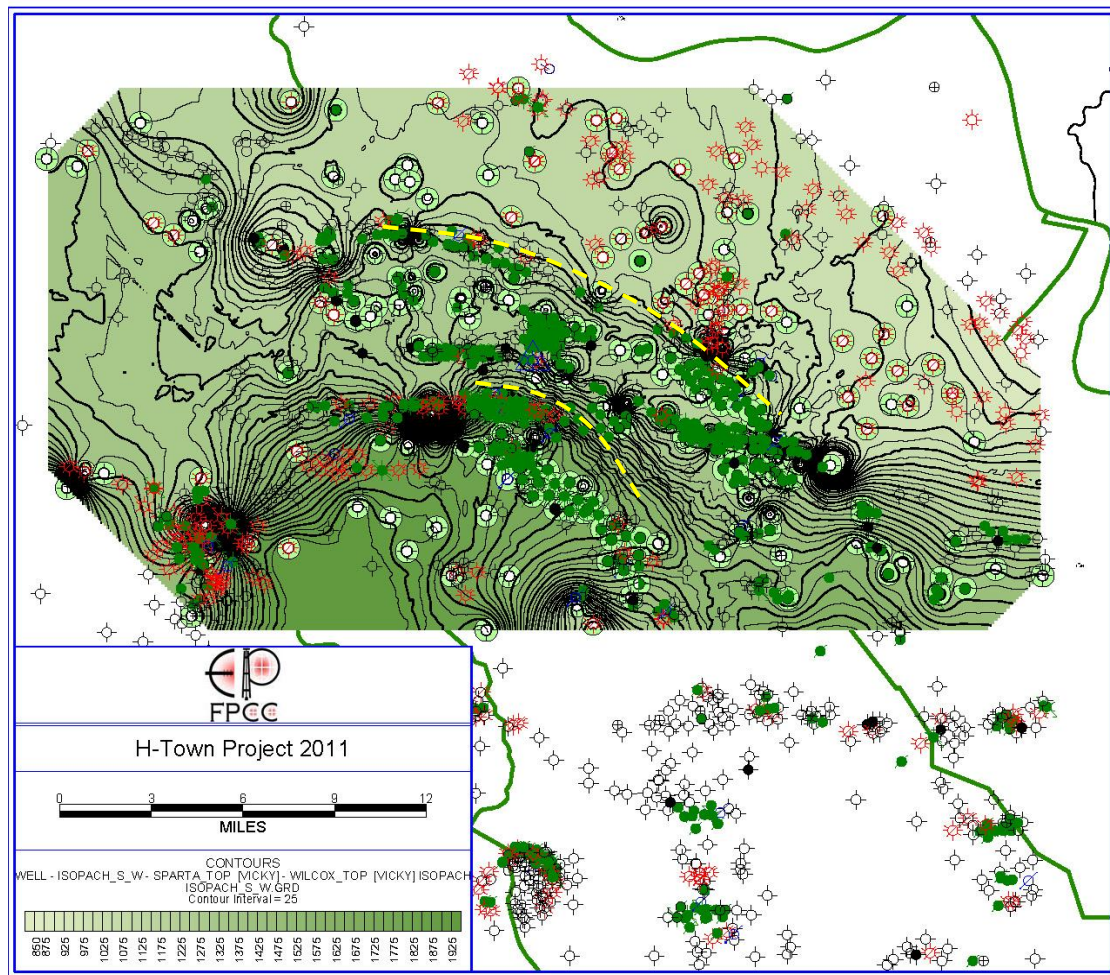 FPCC
H-Town Project 2011
0 3 6 9 12
MILES
CONTOURS
WELL - ISOPACH_S_W - SPARTA_TOP [VICKY] - WILCOX_TOP [VICKY] ISOPACH
ISOPACH_S_W.GRD
Contour Interval = 25
850 875 925 975 1025 1075 1125 1175 1225 1275 1325 1375 1425 1475 1525 1575 1625 1675 1725 1775 1825 1875 1925